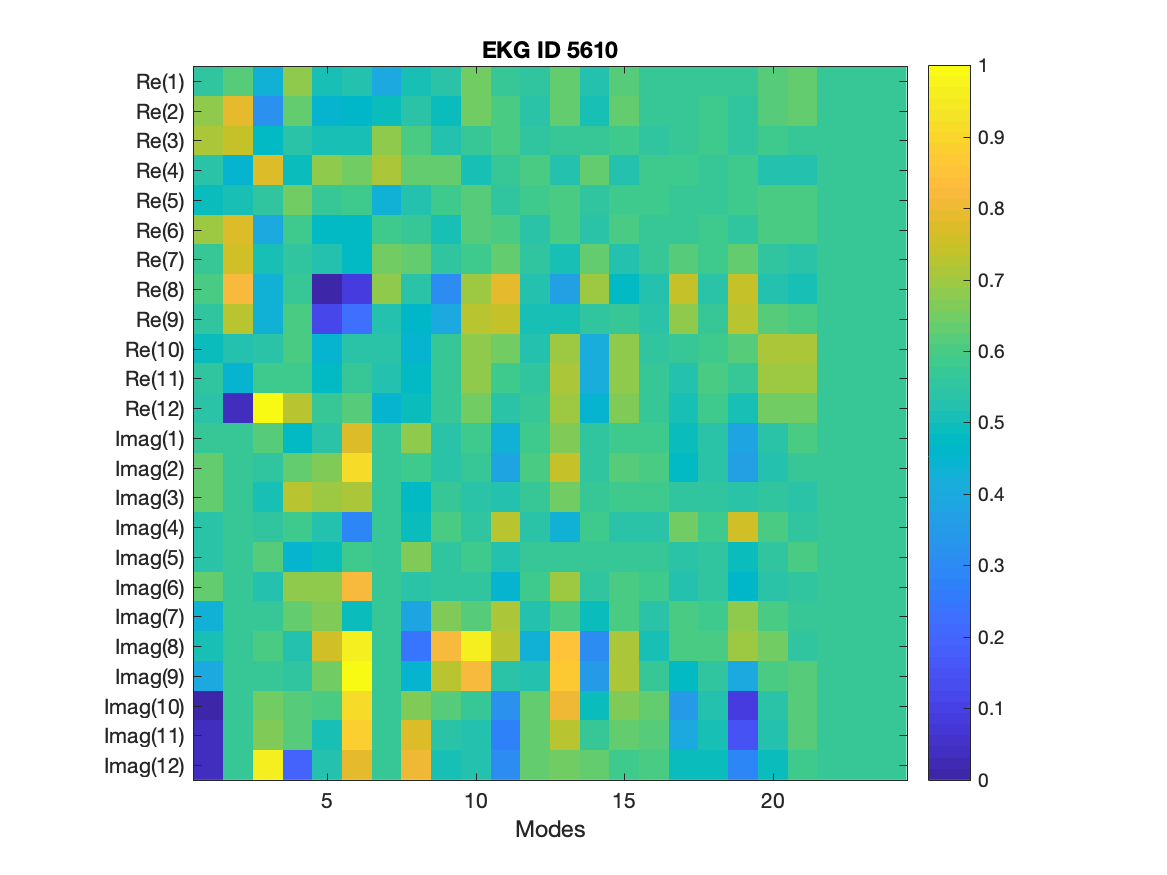 EKG ID 5610
Re(1)
Re(2)
Re(3)
Re(4)
Re(5)
Re(6)
Re(7)
Re(8)
Re(9)
Re(10)
Re(11)
Re(12)
Imag(1)
Imag(2)
Imag(3)
Imag(4)
Imag(5)
Imag(6)
Imag(7)
Imag(8)
Imag(9)
Imag(10)
Imag(11)
Imag(12)
5 10 15 20
Modes
1
0.9
0.8
0.7
0.6
0.5
0.4
0.3
0.2
0.1
0